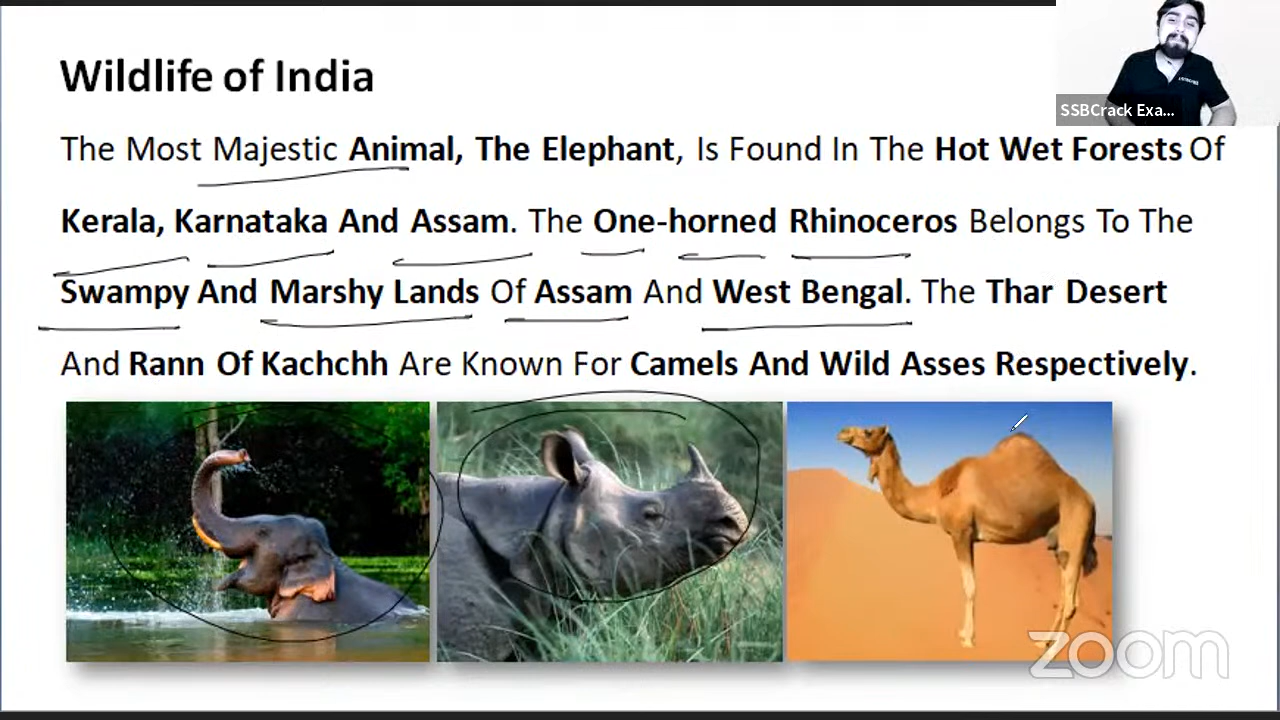 SSBCrack Exa...
Wildlife of India
The Most Majestic Animal, The Elephant, Is Found In The Hot Wet Forests Of
Kerala, Karnataka And Assam. The One-horned Rhinoceros Belongs To The
Swampy And Marshy Lands Of Assam And West Bengal. The Thar Desert
And Rann Of Kachchh Are Known For Camels And Wild Asses Respectively.
zoom